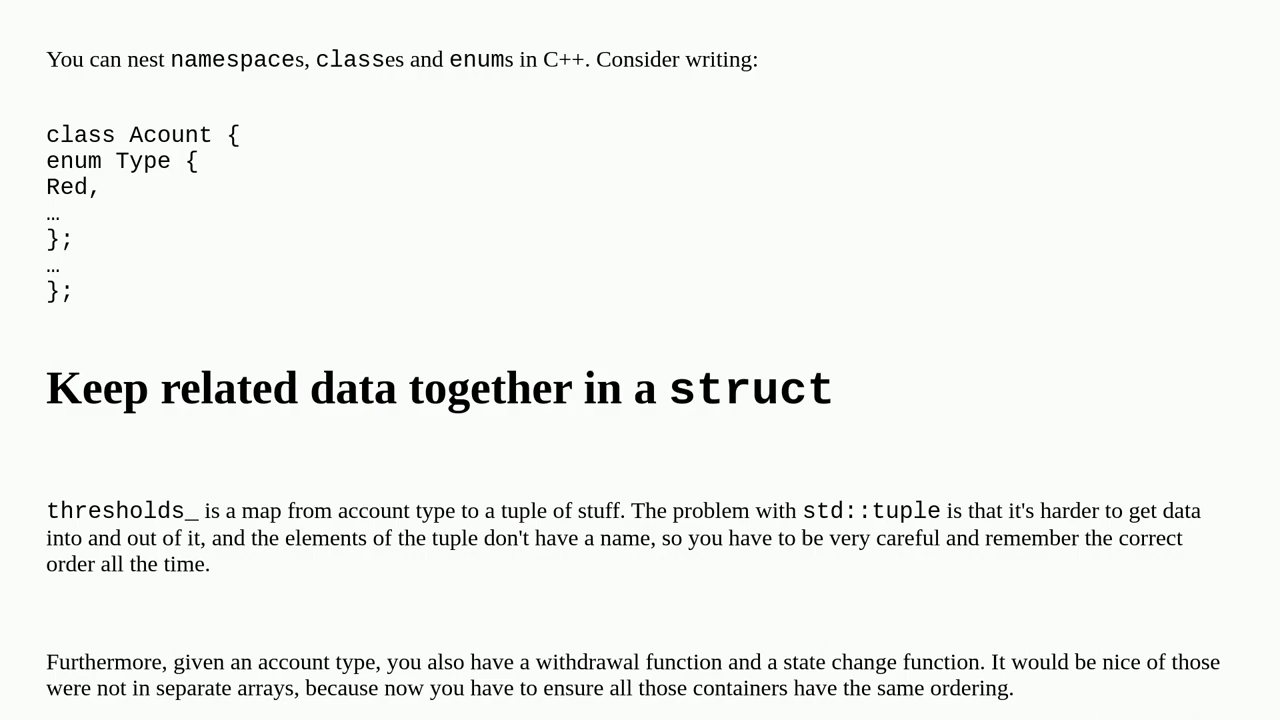 You can nest namespaces, classes and enums in C++. Consider writing:
class Acount {
enum Type {
Red,
…
};
…
};
Keep related data together in a struct
thresholds_ is a map from account type to a tuple of stuff. The problem with std::tuple is that it's harder to get data
into and out of it, and the elements of the tuple don't have a name, so you have to be very careful and remember the correct
order all the time.
Furthermore, given an account type, you also have a withdrawal function and a state change function. It would be nice of those
were not in separate arrays, because now you have to ensure all those containers have the same ordering.